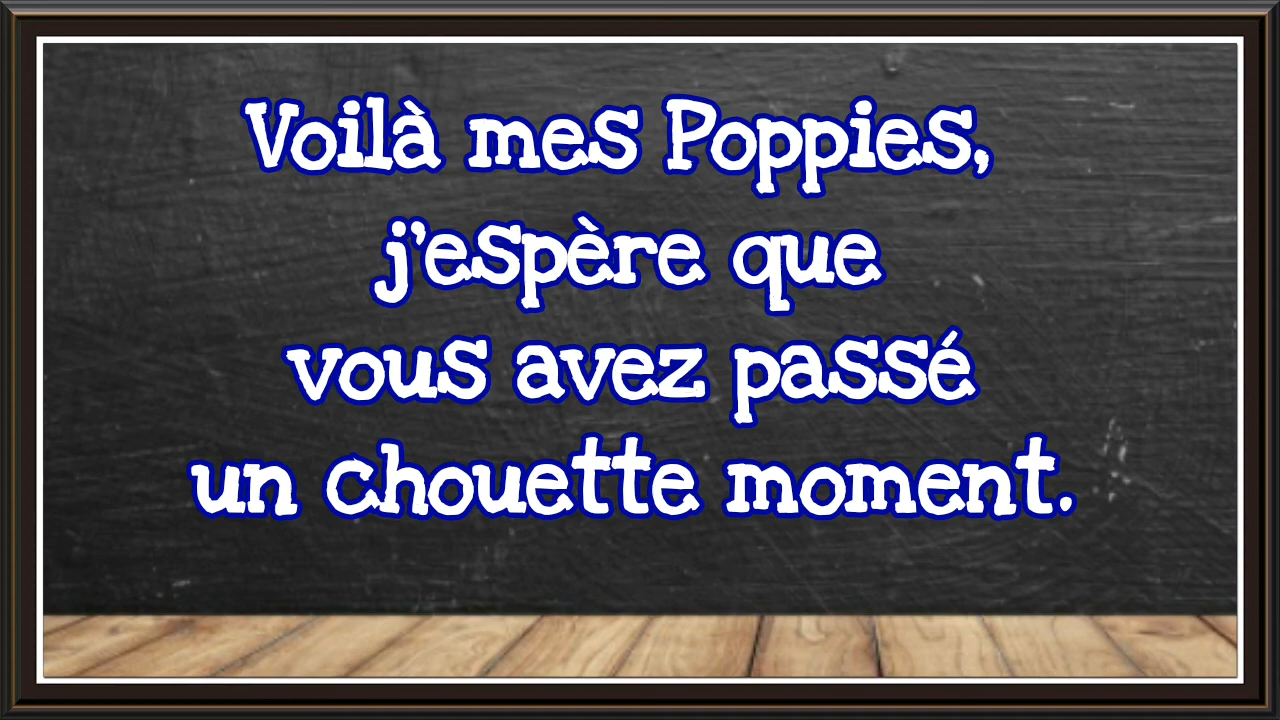 Voilà mes Poppies,
j'espère que
vous avez passé
un chouette moment.